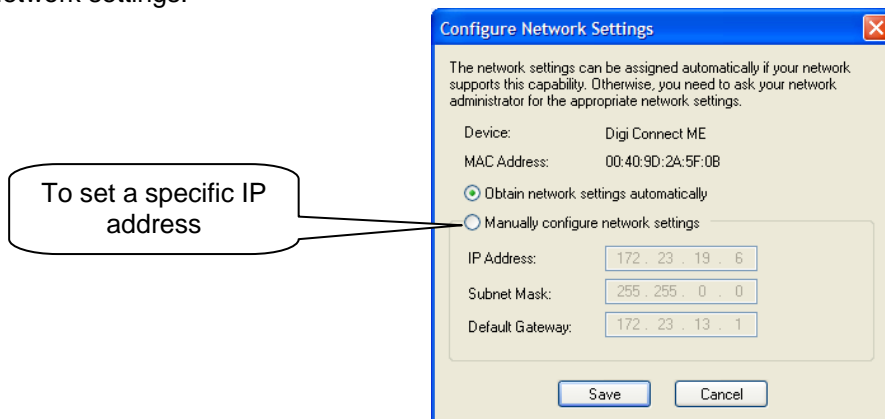 network settings.
Configure Network Settings
The network settings can be assigned automatically if your network
supports this capability. Otherwise, you need to ask your network
administrator for the appropriate network settings.
Device: Digi Connect ME
MAC Address: 00:40:9D:2A:5F:0B
Obtain network settings automatically
To set a specific IP
address
Manually configure network settings
IP Address: 172 . 23 . 19 . 6
Subnet Mask: 255 . 255 . 0 . 0
Default Gateway: 172 . 23 . 13 . 1
Save Cancel